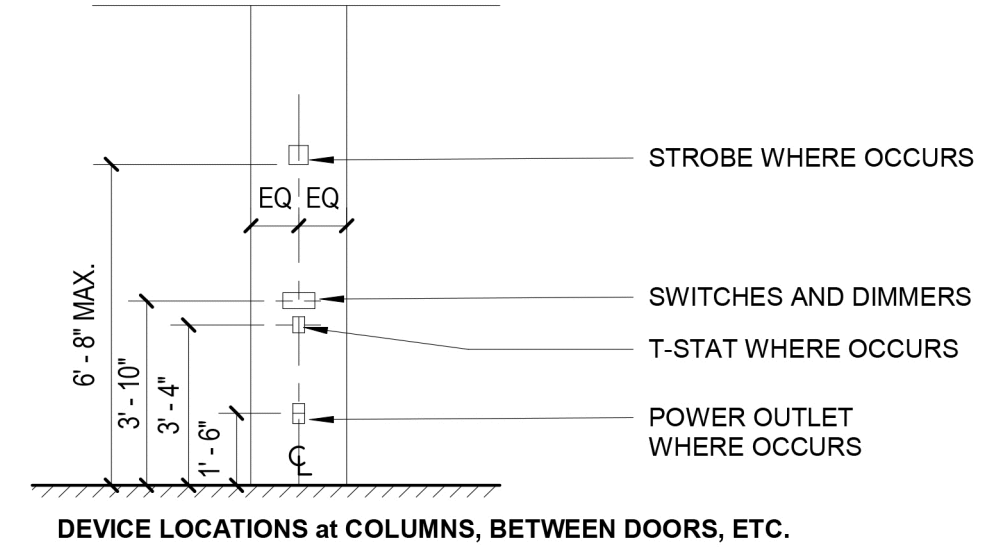 STROBE WHERE OCCURS
EQ EQ
6' - 8" MAX.
SWITCHES AND DIMMERS
3' - 10"
T-STAT WHERE OCCURS
3' - 4"
POWER OUTLET
WHERE OCCURS
1' - 6"
CL
DEVICE LOCATIONS at COLUMNS, BETWEEN DOORS, ETC.